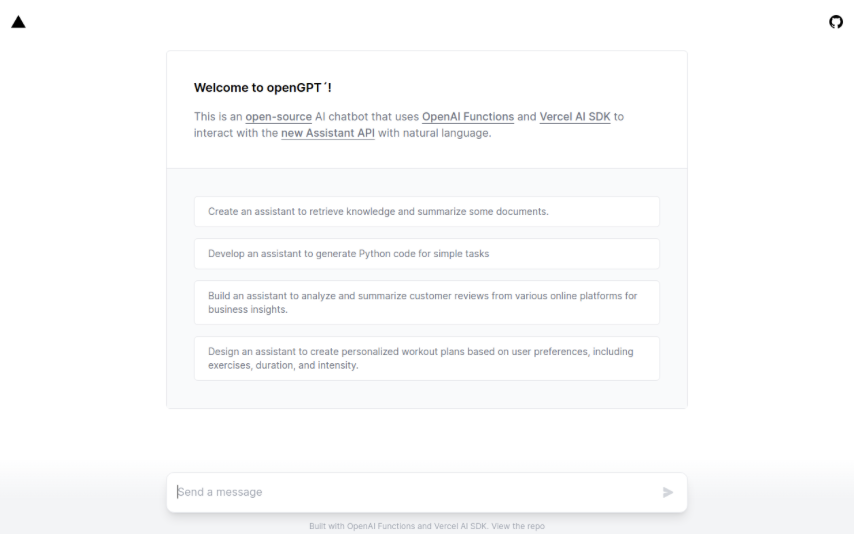 Welcome to openGPT´!
This is an open-source AI chatbot that uses OpenAI Functions and Vercel AI SDK to
interact with the new Assistant API with natural language.
Create an assistant to retrieve knowledge and summarize some documents.
Develop an assistant to generate Python code for simple tasks
Build an assistant to analyze and summarize customer reviews from various online platforms for
business insights.
Design an assistant to create personalized workout plans based on user preferences, including
exercises, duration, and intensity.
Send a message
Built with OpenAI Functions and Vercel AI SDK. View the repo